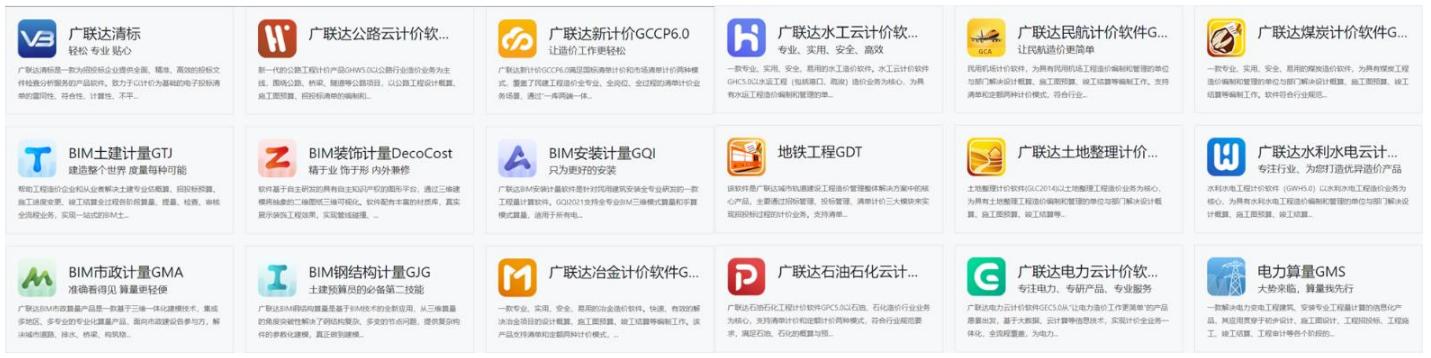 广联达清标
轻松 专业 贴心
广联达清标是一款为招投标企业提供全面、精准、高效的投标文
件检查分析服务的产品软件。致力于以计价为基础的电子投标清
单的雷同性、符合性、计算性、不平...
广联达公路云计价软...
新一代的公路工程计价产品GHW5.0以公路行业造价业务为主
线，围绕公路、桥梁、隧道等公路项目，以公路工程设计概算、
施工图预算、招投标清单的编制和...
广联达新计价GCCP6.0
让造价工作更轻松
广联达新计价GCCP6.0满足国标清单计价和市场清单计价两种模
式，覆盖了民建工程造价全专业、全岗位、全过程的清单计价业
务场景，通过“一库两端一体...
广联达水工云计价软...
专业、实用、安全、高效
一款专业、实用、安全、易用的水工造价软件。水工云计价软件
GHC5.0以水运工程（包括港口、疏浚）造价业务为核心，为具
有水运工程造价编制和管理的单...
广联达民航计价软件G...
GCA
让民航造价更简单
民用机场计价软件，为具有民用机场工程造价编制和管理的单位
与部门解决设计概算、施工图预算、竣工结算等编制工作。支持
清单和定额两种计价模式，符合行业...
广联达煤炭计价软件G...
一款专业、实用、安全、易用的煤炭造价软件，为具有煤炭工程
造价编制和管理的单位与部门解决设计概算、施工图预算、竣工
结算等编制工作。软件符合行业规范...
BIM土建计量GTJ
建造整个世界 度量每种可能
帮助工程造价企业和从业者解决土建专业估概算、招投标预算、
施工进度变更、竣工结算全过程各阶段算量、提量、检查、审核
全流程业务，实现一站式的BIM土...
BIM装饰计量DecoCost
精于业 饰于形 内外兼修
软件基于自主研发的具有自主知识产权的图形平台，通过三维建
模将抽象的二维图纸三维可视化。软件配有丰富的材质库，真实
展示装饰工程效果，实现管线碰撞、...
BIM安装计量GQI
只为更好的安装
广联达BIM安装计量软件是针对民用建筑安装全专业研发的一款
工程量计算软件。GQI2021支持全专业BIM三维模式算量和手算
模式算量，适用于所有电...
地铁工程GDT
该软件是广联达城市轨道建设工程造价管理整体解决方案中的核
心产品，主要通过招标管理、投标管理、清单计价三大模块来实
现招投标过程的计价业务。支持清单...
广联达土地整理计价...
土地整理计价软件(GLC2014)以土地整理工程造价业务为核心，
为具有土地整理工程造价编制和管理的单位与部门解决设计概
算、施工图预算、竣工结算等...
广联达水利水电云计...
专注行业，为您打造优异造价产品
水利水电工程计价软件（GWH5.0）以水利水电工程造价业务为
核心，为具有水利水电工程造价编制和管理的单位与部门解决设
计概算、施工图预算、竣工结算...
BIM市政计量GMA
准确看得见 算量更轻便
广联达BIM市政算量产品是一款基于三维一体化建模技术，集成
多地区、多专业的专业化算量产品，面向市政建设各参与方，解
决城市道路、排水、桥梁、构筑物...
BIM钢结构计量GJG
土建预算员的必备第二技能
广联达BIM钢结构算量是基于BIM技术的全新应用，从三维算量
的角度突破性解决了钢结构复杂、多变的节点问题，提供复杂构
件的参数化建模，真正做到建模...
广联达冶金计价软件G...
一款专业、实用、安全、易用的冶金造价软件。快速、有效的解
决冶金项目的设计概算、施工图预算、竣工结算等编制工作。该
产品支持清单和定额两种计价模式，...
广联达石油石化云计...
广联达石油石化工程计价软件GPC5.0以石油、石化造价行业业务
为核心，支持清单计价和定额计价两种模式，符合行业规范要
求，满足石油、石化的概算与预...
广联达电力云计价软...
专注电力、专研产品、专业服务
广联达电力云计价软件GEC5.0从“让电力造价工作更简单”的产品
愿景出发，基于大数据、云计算等信息技术，实现计价全业务一
体化、全流程覆盖，为电力...
电力算量GMS
大势来临，算量我先行
一款解决电力变电工程建筑、安装专业工程量计算的信息化产
品，其应用贯穿于初步设计、施工图设计、工程招投标、工程施
工、竣工结算、工程审计等各个阶段的...